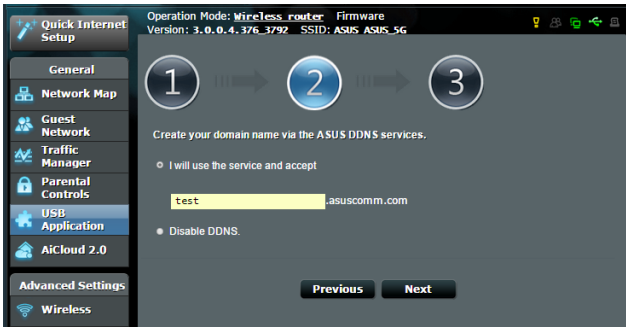 Quick Internet
Setup
Operation Mode: Wireless router Firmware
Version: 3.0.0.4.376_3792 SSID: ASUS ASUS_5G
General
Network Map
Guest
Network
Traffic
Manager
Parental
Controls
USB
Application
AiCloud 2.0
Advanced Settings
Wireless
1
2
3
Create your domain name via the ASUS DDNS services.
I will use the service and accept
test .asuscomm.com
Disable DDNS.
Previous Next